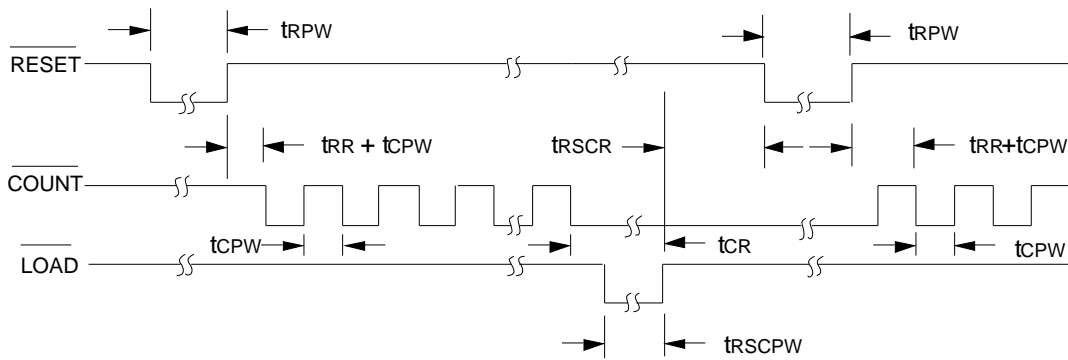 tRPW
tRPW
RESET
tRR + tCPW
tRSCR
tRR+tCPW
COUNT
tCPW
tCR
tCPW
LOAD
tRSCPW